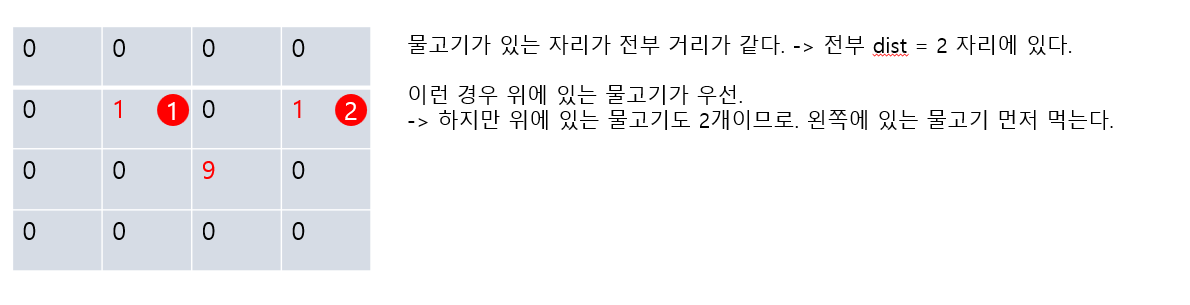 0 0 0 0
물고기가 있는 자리가 전부 거리가 같다. -> 전부 dist = 2 자리에 있다.
이런 경우 위에 있는 물고기가 우선.
0 1 1 0 1 2
-> 하지만 위에 있는 물고기도 2개이므로. 왼쪽에 있는 물고기 먼저 먹는다.
0 0 9 0
0 0 0 0